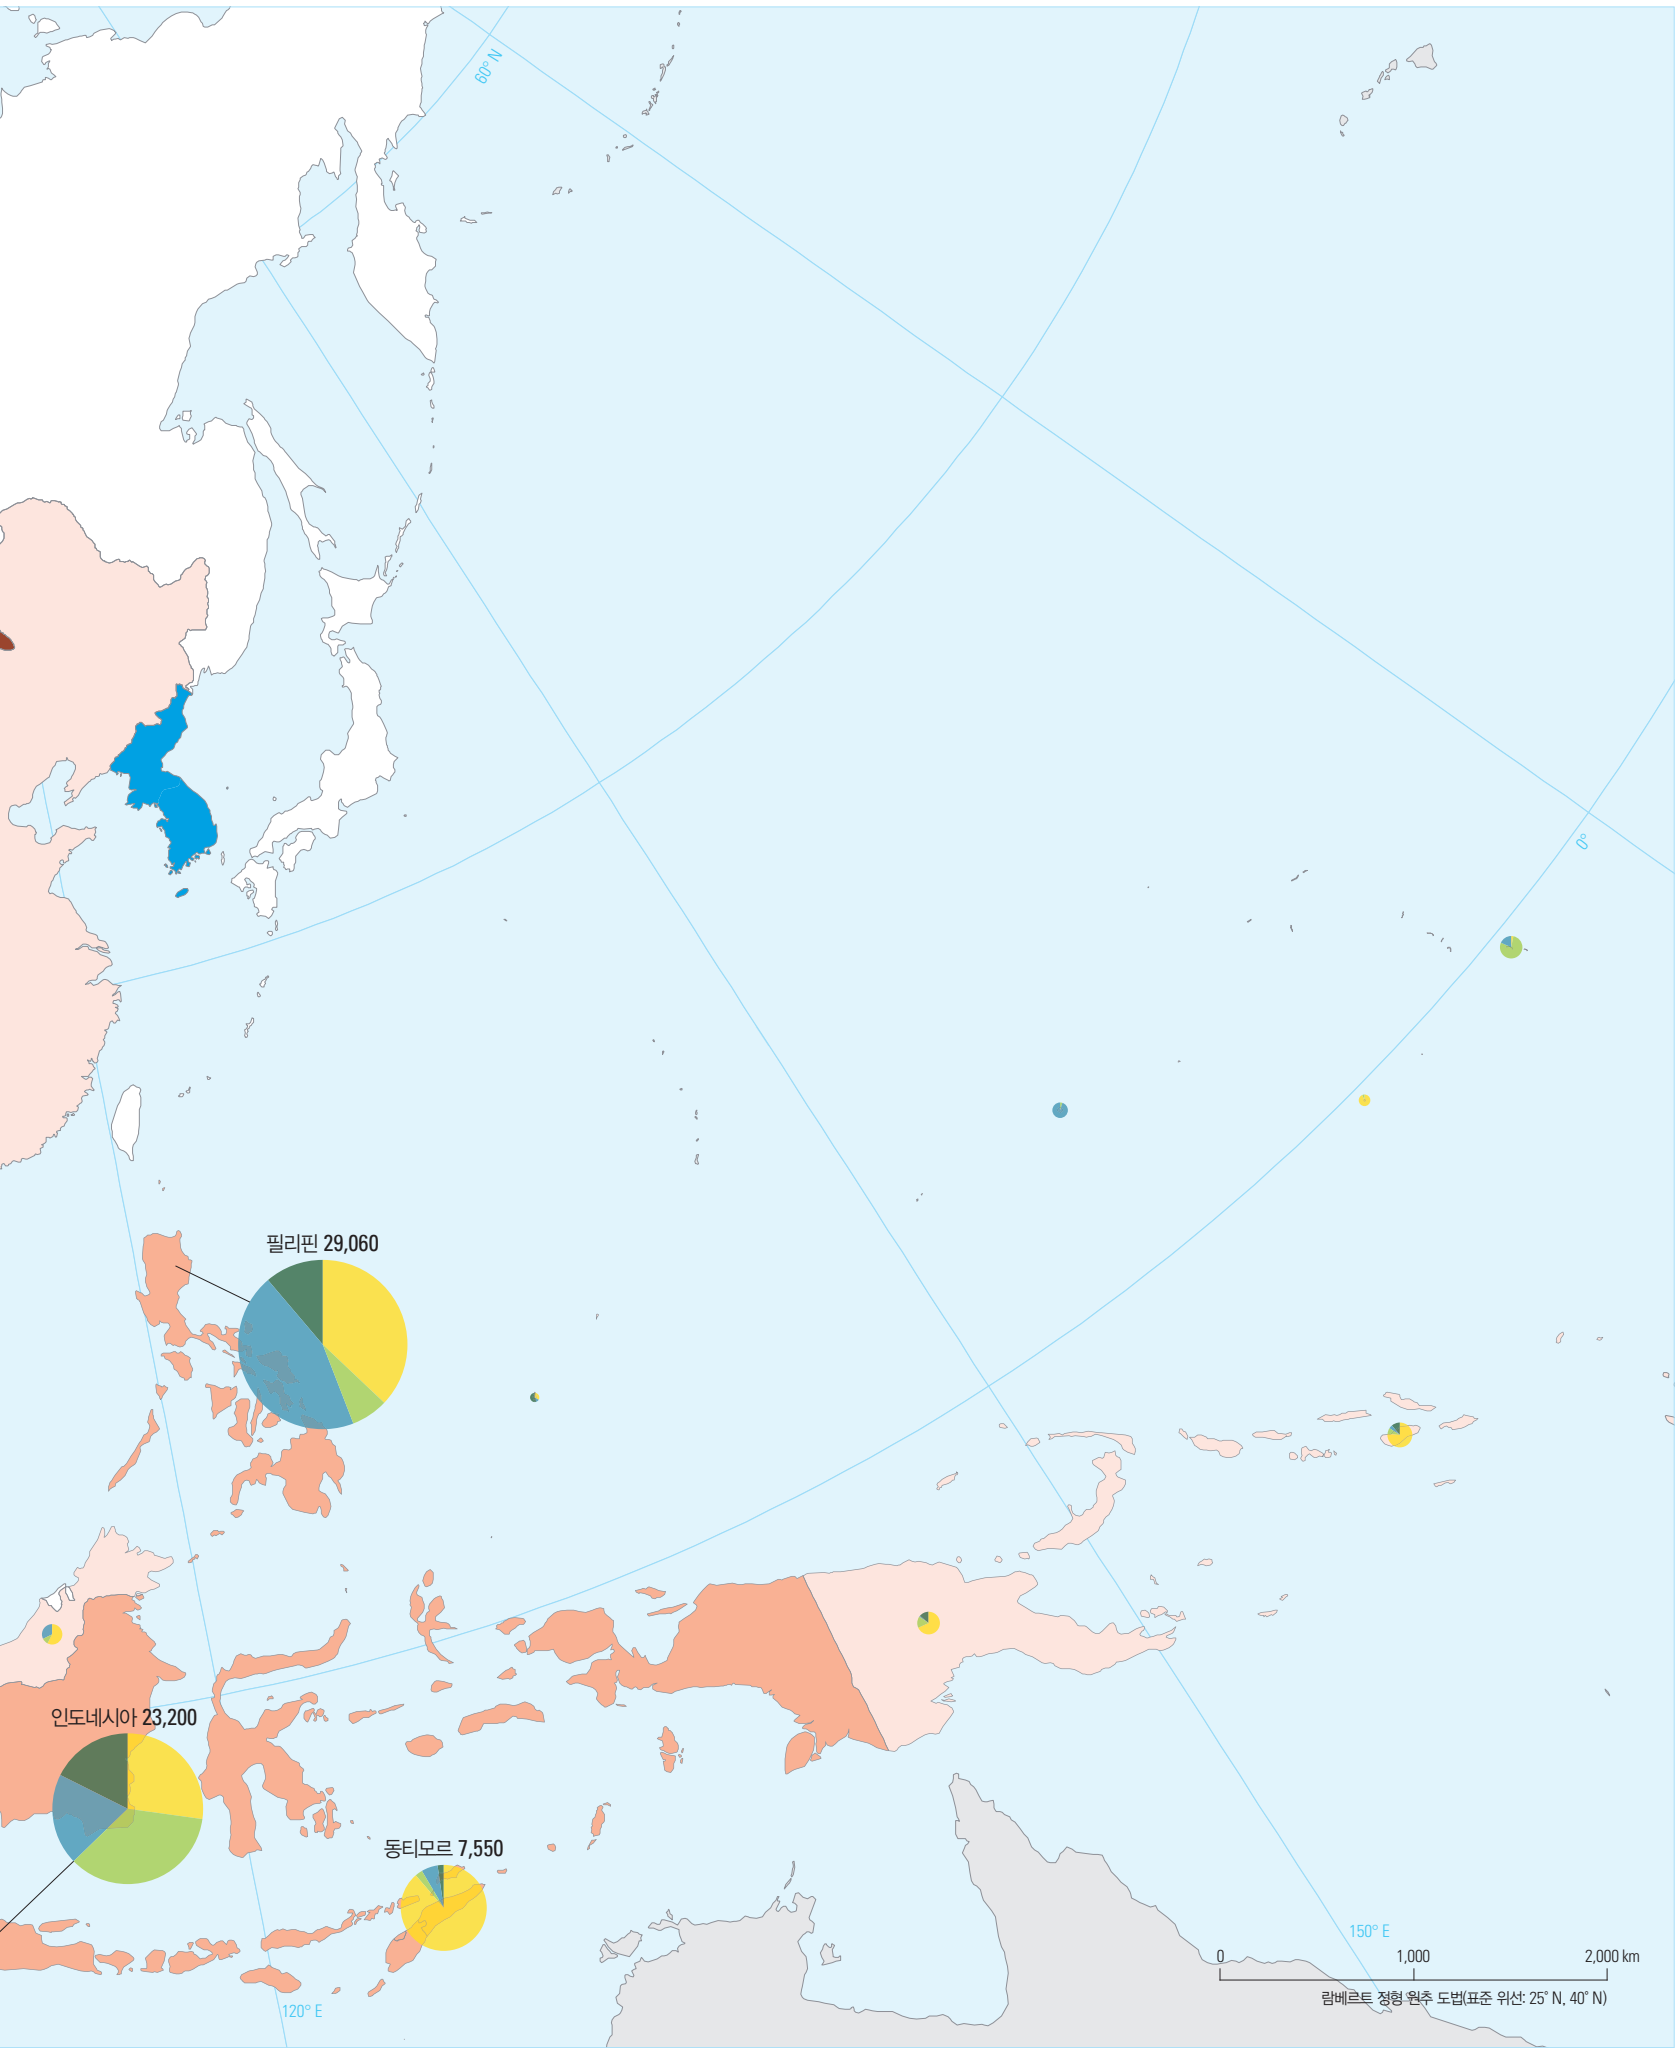 60° N
0°
필리핀 29,060
인도네시아 23,200
동티모르 7,550
150° E
0 1,000 2,000 km
람베르트 정형 원추 도법(표준 위선: 25° N, 40° N)
120° E